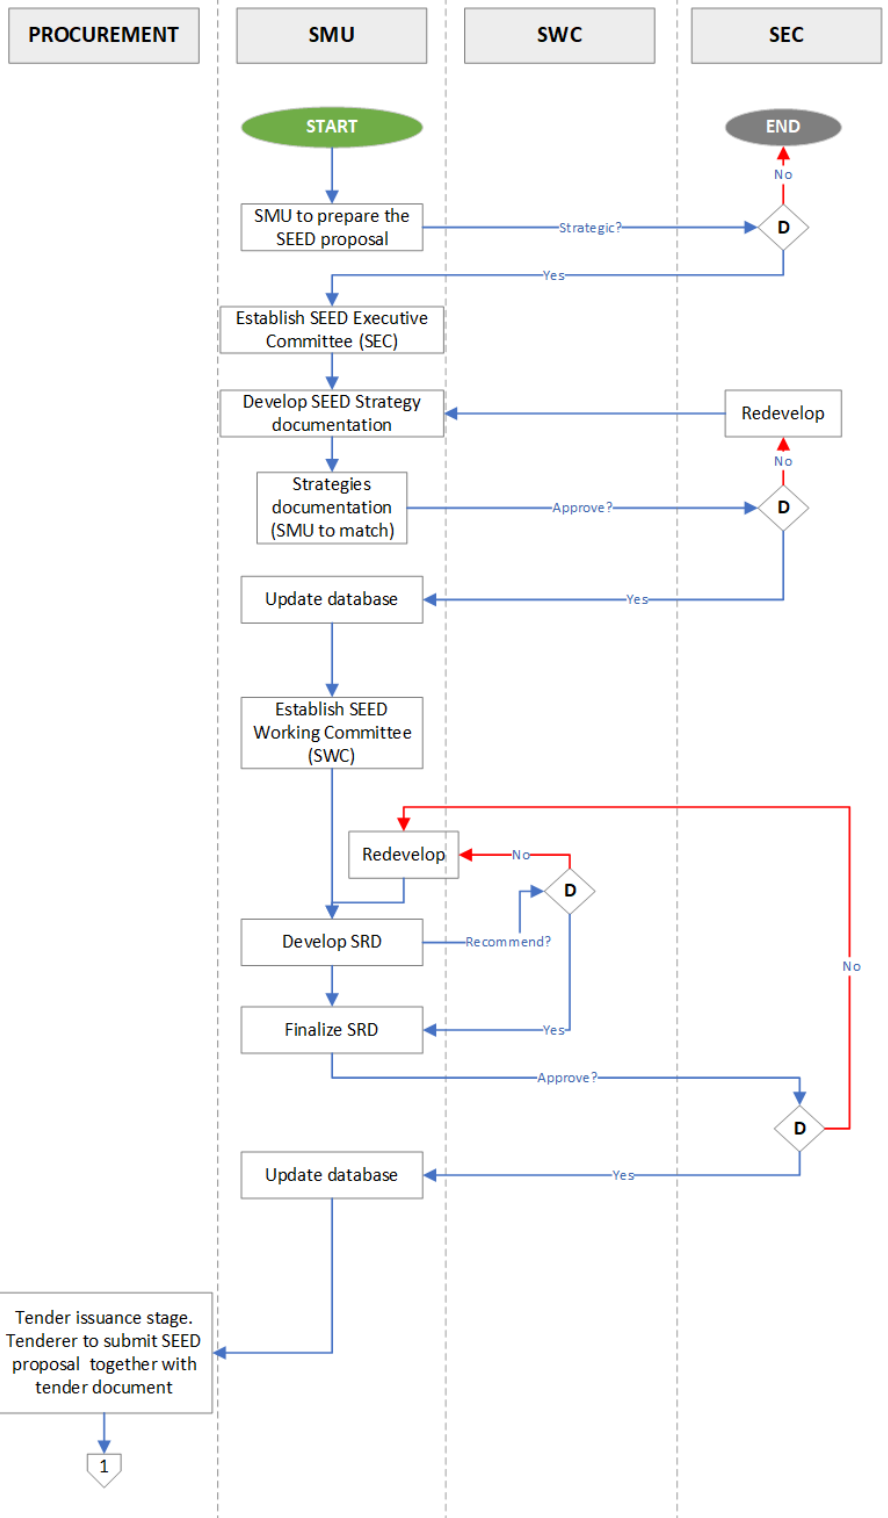 PROCUREMENT
SMU
SWC
SEC
START
END
No
SMU to prepare the
SEED proposal
Strategic?
D
Yes
Establish SEED Executive
Committee (SEC)
Develop SEED Strategy
documentation
Redevelop
No
Strategies
documentation
(SMU to match)
Approve?
D
Update database
Yes
Establish SEED
Working Committee
(SWC)
Redevelop
No
D
Develop SRD
Recommend?
No
Finalize SRD
Yes
Approve?
D
Update database
Yes
Tender issuance stage.
Tenderer to submit SEED
proposal together with
tender document
1